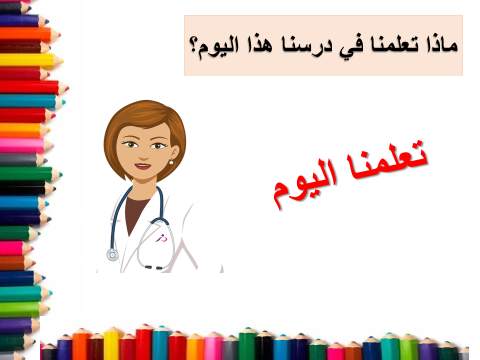 ماذا تعلمنا في درسنا هذا اليوم؟
تعلمنا اليوم